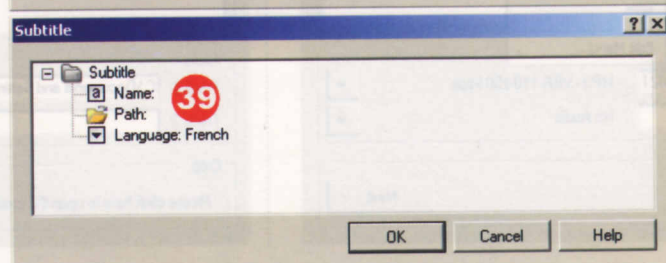 Subtitle
? ×
Subtitle
a Name:
39
Path:
Language: French
OK Cancel Help